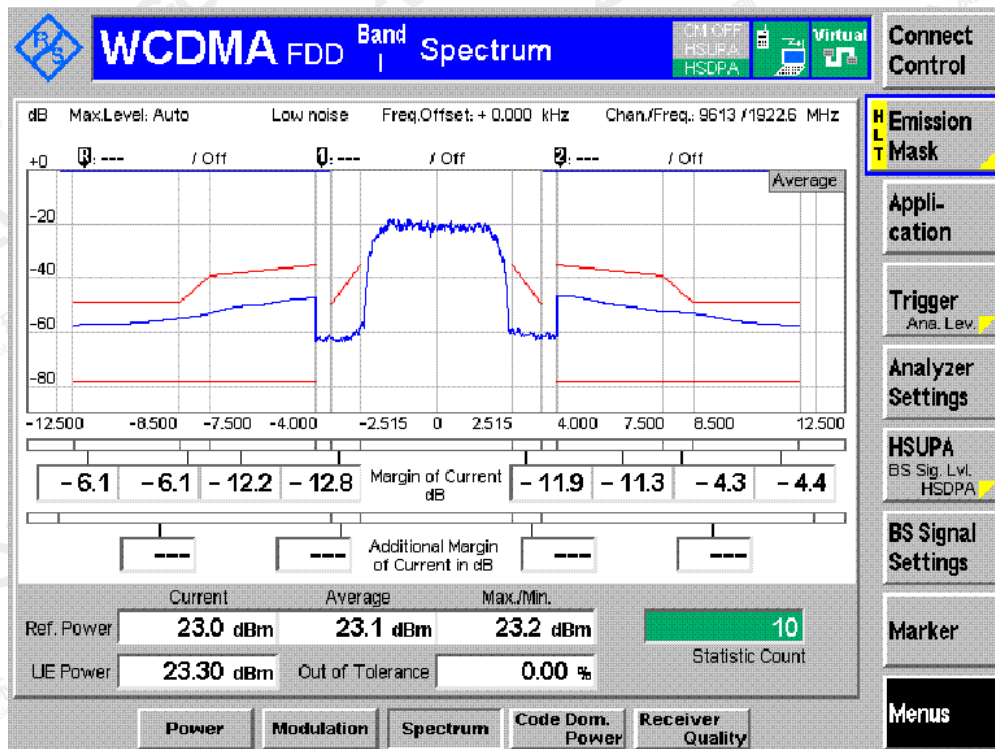 R S
WCDMA FDD Band I Spectrum
CM:OFF
HSUPA
HSDPA
Virtual
Connect Control
dB Max.Level: Auto Low noise Freq.Offset: + 0.000 kHz Chan./Freq.: 9613 /1922.6 MHz
H L T
Emission Mask
+0 R: --- / Off 1: --- / Off 2: --- / Off
Average
Appli- cation
-20
-40
-60
-80
Trigger
Ana. Lev.
Analyzer Settings
-12.500 -8.500 -7.500 -4.000 -2.515 0 2.515 4.000 7.500 8.500 12.500
HSUPA
BS Sig. Lvl.
HSDPA
- 6.1 - 6.1 - 12.2 - 12.8 Margin of Current dB - 11.9 - 11.3 - 4.3 - 4.4
--- --- Additional Margin of Current in dB --- ---
BS Signal Settings
Current Average Max./Min.
Ref. Power 23.0 dBm 23.1 dBm 23.2 dBm 10
Statistic Count
UE Power 23.30 dBm Out of Tolerance 0.00 %
Marker
Menus
Power Modulation Spectrum Code Dom. Power Receiver Quality